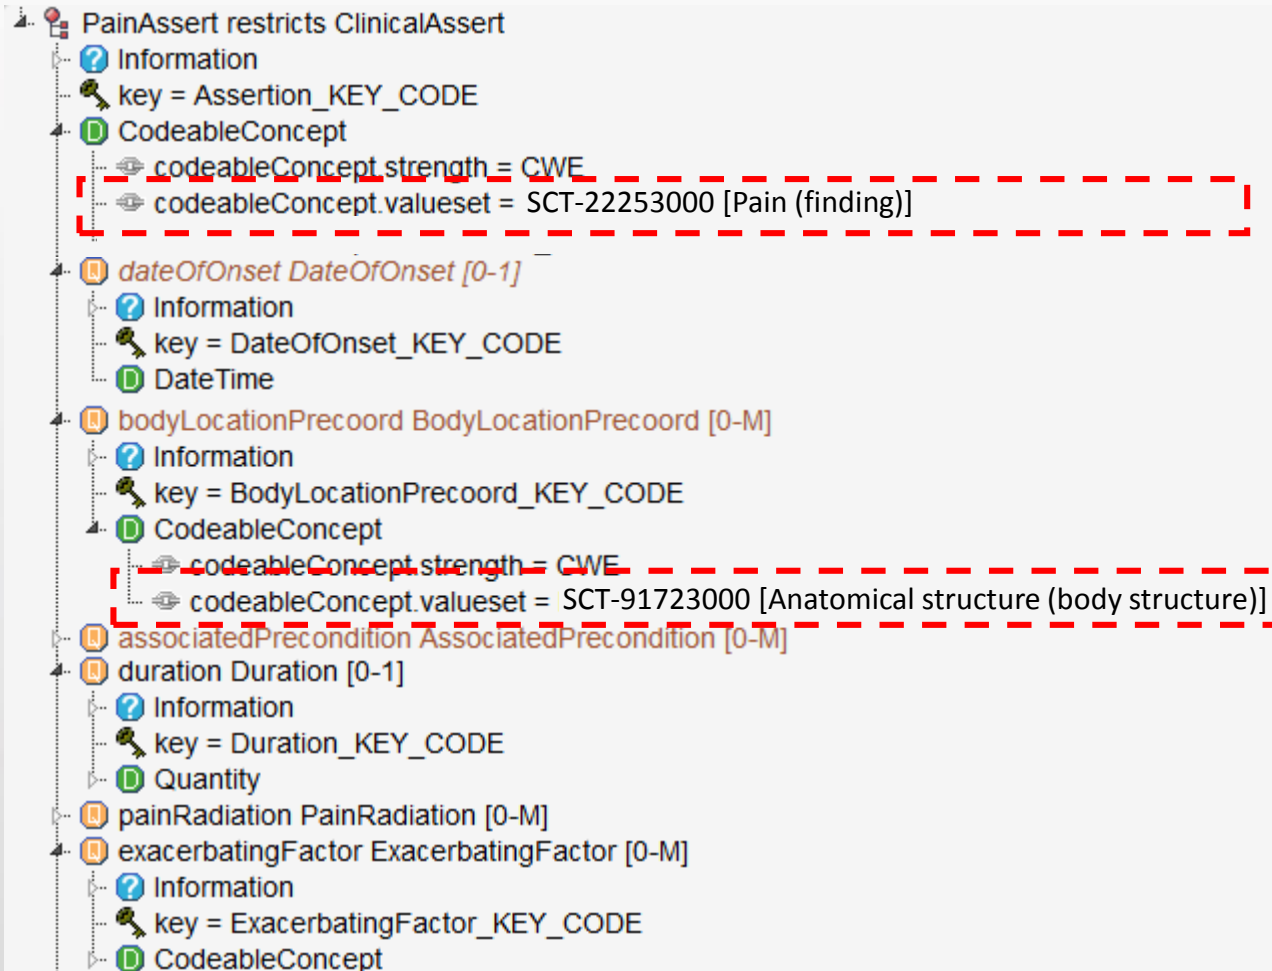 PainAssert restricts ClinicalAssert
Information
key = Assertion_KEY_CODE
CodeableConcept
codeableConcept.strength = CWE
codeableConcept.valueset = SCT-22253000 [Pain (finding)]
dateOfOnset DateOfOnset [0-1]
Information
key = DateOfOnset_KEY_CODE
DateTime
bodyLocationPrecoord BodyLocationPrecoord [0-M]
Information
key = BodyLocationPrecoord_KEY_CODE
CodeableConcept
codeableConcept.strength = CWE
codeableConcept.valueset = SCT-91723000 [Anatomical structure (body structure)]
associatedPrecondition AssociatedPrecondition [0-M]
duration Duration [0-1]
Information
key = Duration_KEY_CODE
Quantity
painRadiation PainRadiation [0-M]
exacerbatingFactor ExacerbatingFactor [0-M]
Information
key = ExacerbatingFactor_KEY_CODE
CodeableConcept